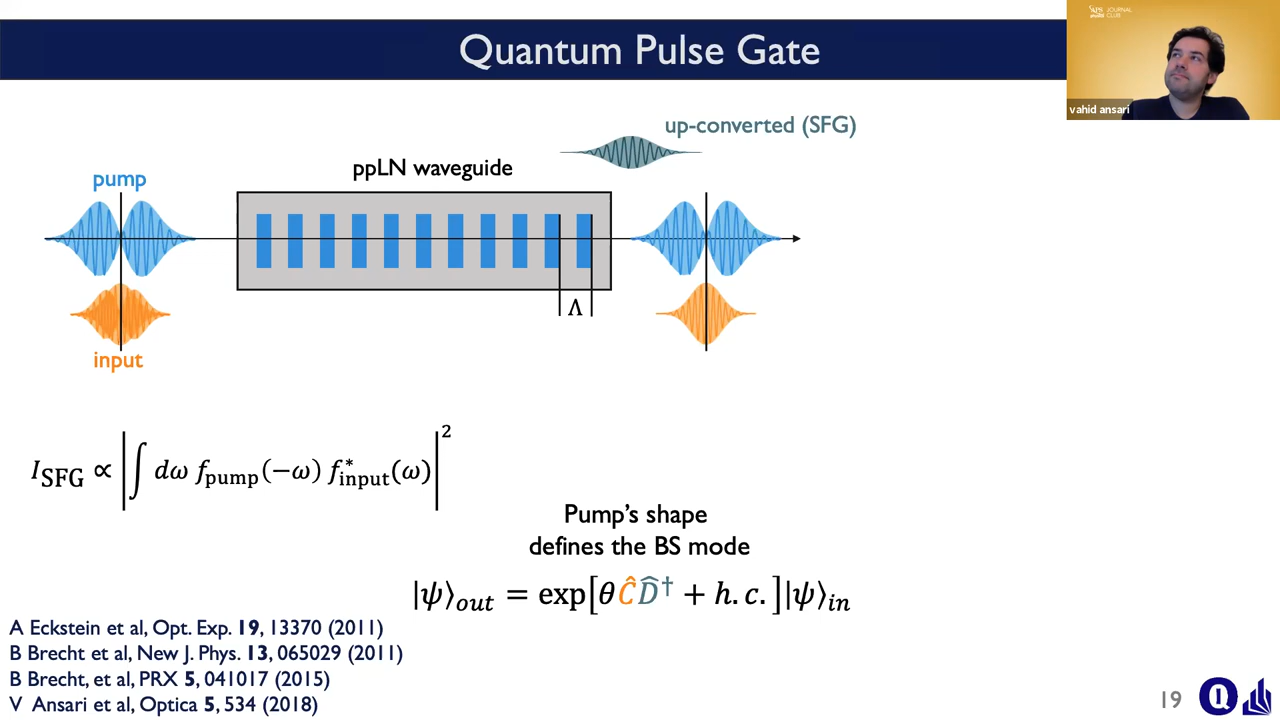 Quantum Pulse Gate
APS JOURNAL CLUB
vahid ansari
up-converted (SFG)
ppLN waveguide
pump
Λ
input
I_SFG ∝ |∫ dω f_pump(−ω) f*_input(ω)|²
Pump's shape
defines the BS mode
|ψ⟩_out = exp[θĈD̂† + h.c.]|ψ⟩_in
A Eckstein et al, Opt. Exp. 19, 13370 (2011)
B Brecht et al, New J. Phys. 13, 065029 (2011)
B Brecht, et al, PRX 5, 041017 (2015)
V Ansari et al, Optica 5, 534 (2018)
19
Q